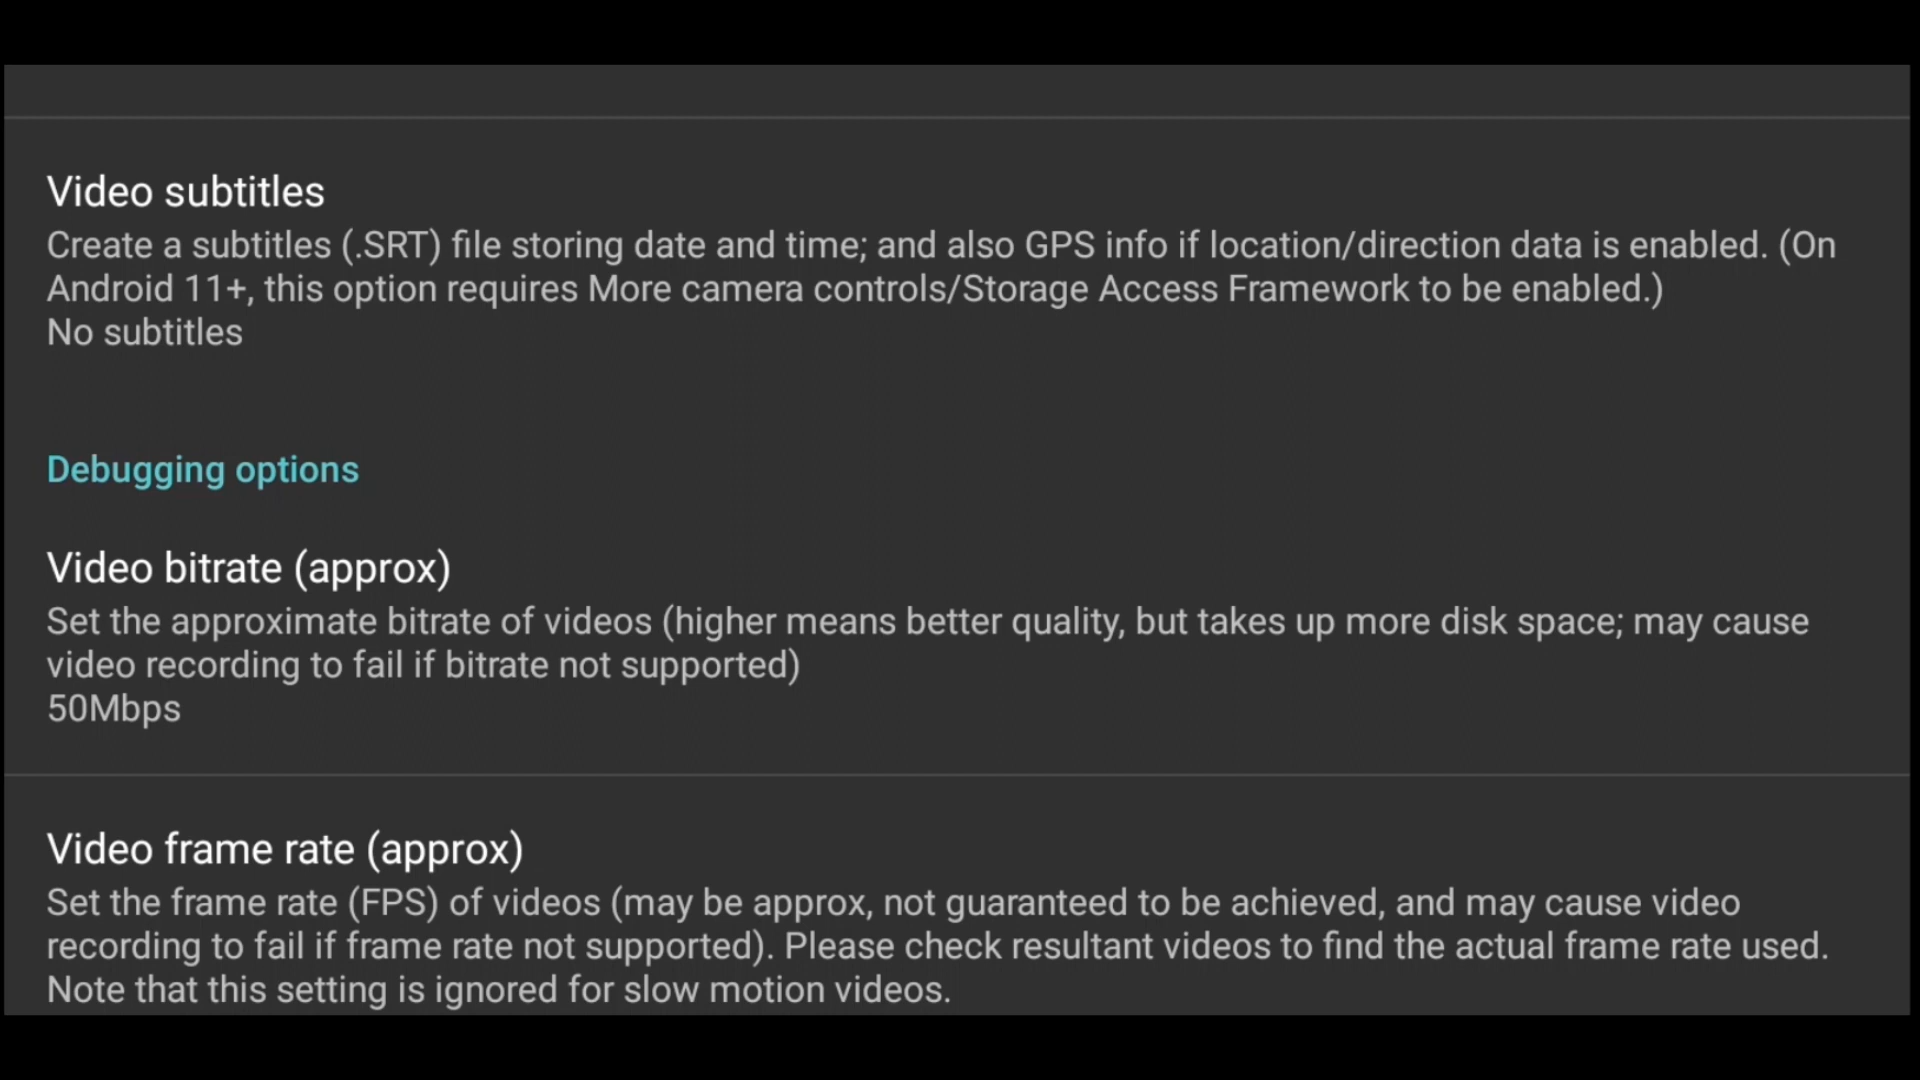 Video subtitles
Create a subtitles (.SRT) file storing date and time; and also GPS info if location/direction data is enabled. (On
Android 11+, this option requires More camera controls/Storage Access Framework to be enabled.)
No subtitles
Debugging options
Video bitrate (approx)
Set the approximate bitrate of videos (higher means better quality, but takes up more disk space; may cause
video recording to fail if bitrate not supported)
50Mbps
Video frame rate (approx)
Set the frame rate (FPS) of videos (may be approx, not guaranteed to be achieved, and may cause video
recording to fail if frame rate not supported). Please check resultant videos to find the actual frame rate used.
Note that this setting is ignored for slow motion videos.